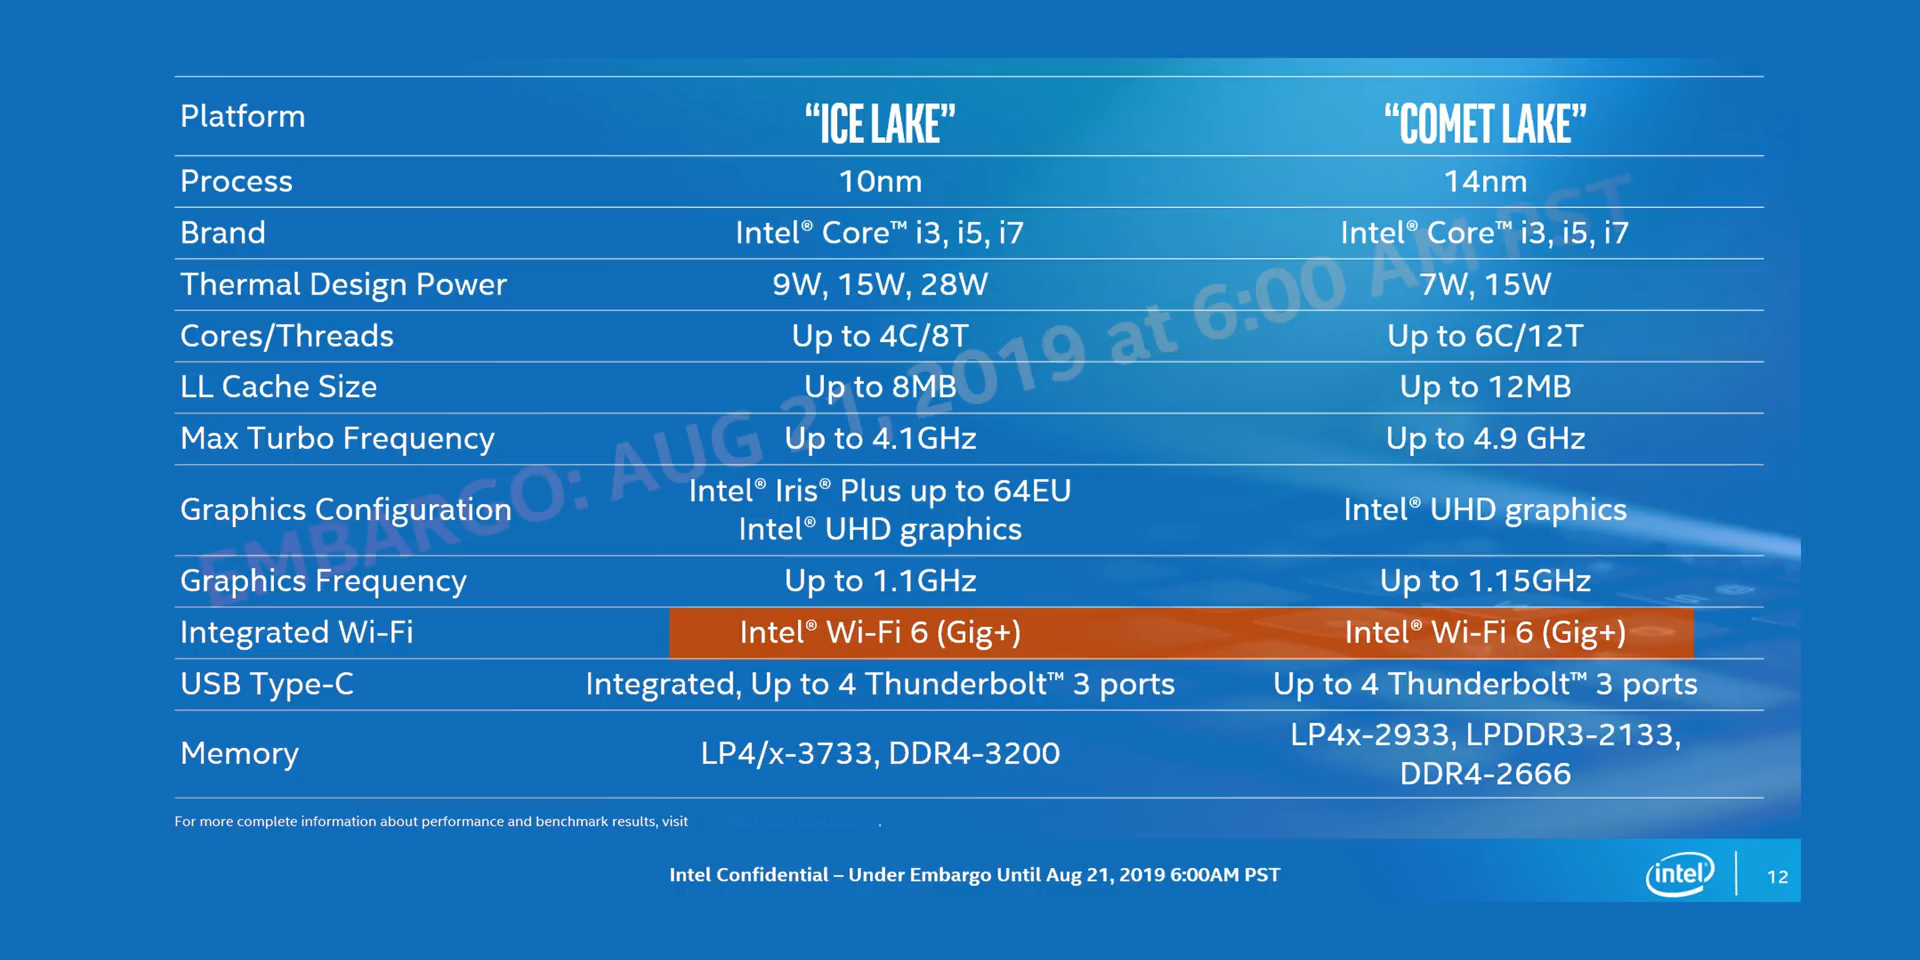 Platform “ICE LAKE” “COMET LAKE”
Process 10nm 14nm
Brand Intel® Core™ i3, i5, i7 Intel® Core™ i3, i5, i7
Thermal Design Power 9W, 15W, 28W 7W, 15W
Cores/Threads Up to 4C/8T Up to 6C/12T
LL Cache Size Up to 8MB Up to 12MB
Max Turbo Frequency Up to 4.1GHz Up to 4.9 GHz
Graphics Configuration Intel® Iris® Plus up to 64EU
Intel® UHD graphics Intel® UHD graphics
Graphics Frequency Up to 1.1GHz Up to 1.15GHz
Integrated Wi-Fi Intel® Wi-Fi 6 (Gig+) Intel® Wi-Fi 6 (Gig+)
USB Type-C Integrated, Up to 4 Thunderbolt™ 3 ports Up to 4 Thunderbolt™ 3 ports
Memory LP4/x-3733, DDR4-3200 LP4x-2933, LPDDR3-2133,
DDR4-2666
EMBARGO: AUG 21, 2019 at 6:00 AM PST
For more complete information about performance and benchmark results, visit .
Intel Confidential – Under Embargo Until Aug 21, 2019 6:00AM PST
intel 12